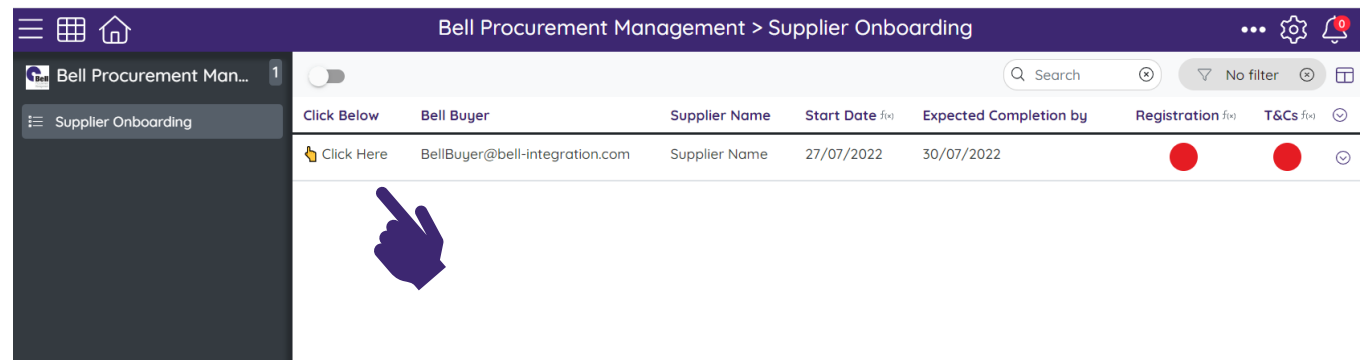 Bell Procurement Management > Supplier Onboarding
0
Bell
Bell Procurement Man... 1
Search
No filter
Supplier Onboarding
Click Below Bell Buyer Supplier Name Start Date f(x) Expected Completion by Registration f(x) T&Cs f(x)
Click Here BellBuyer@bell-integration.com Supplier Name 27/07/2022 30/07/2022